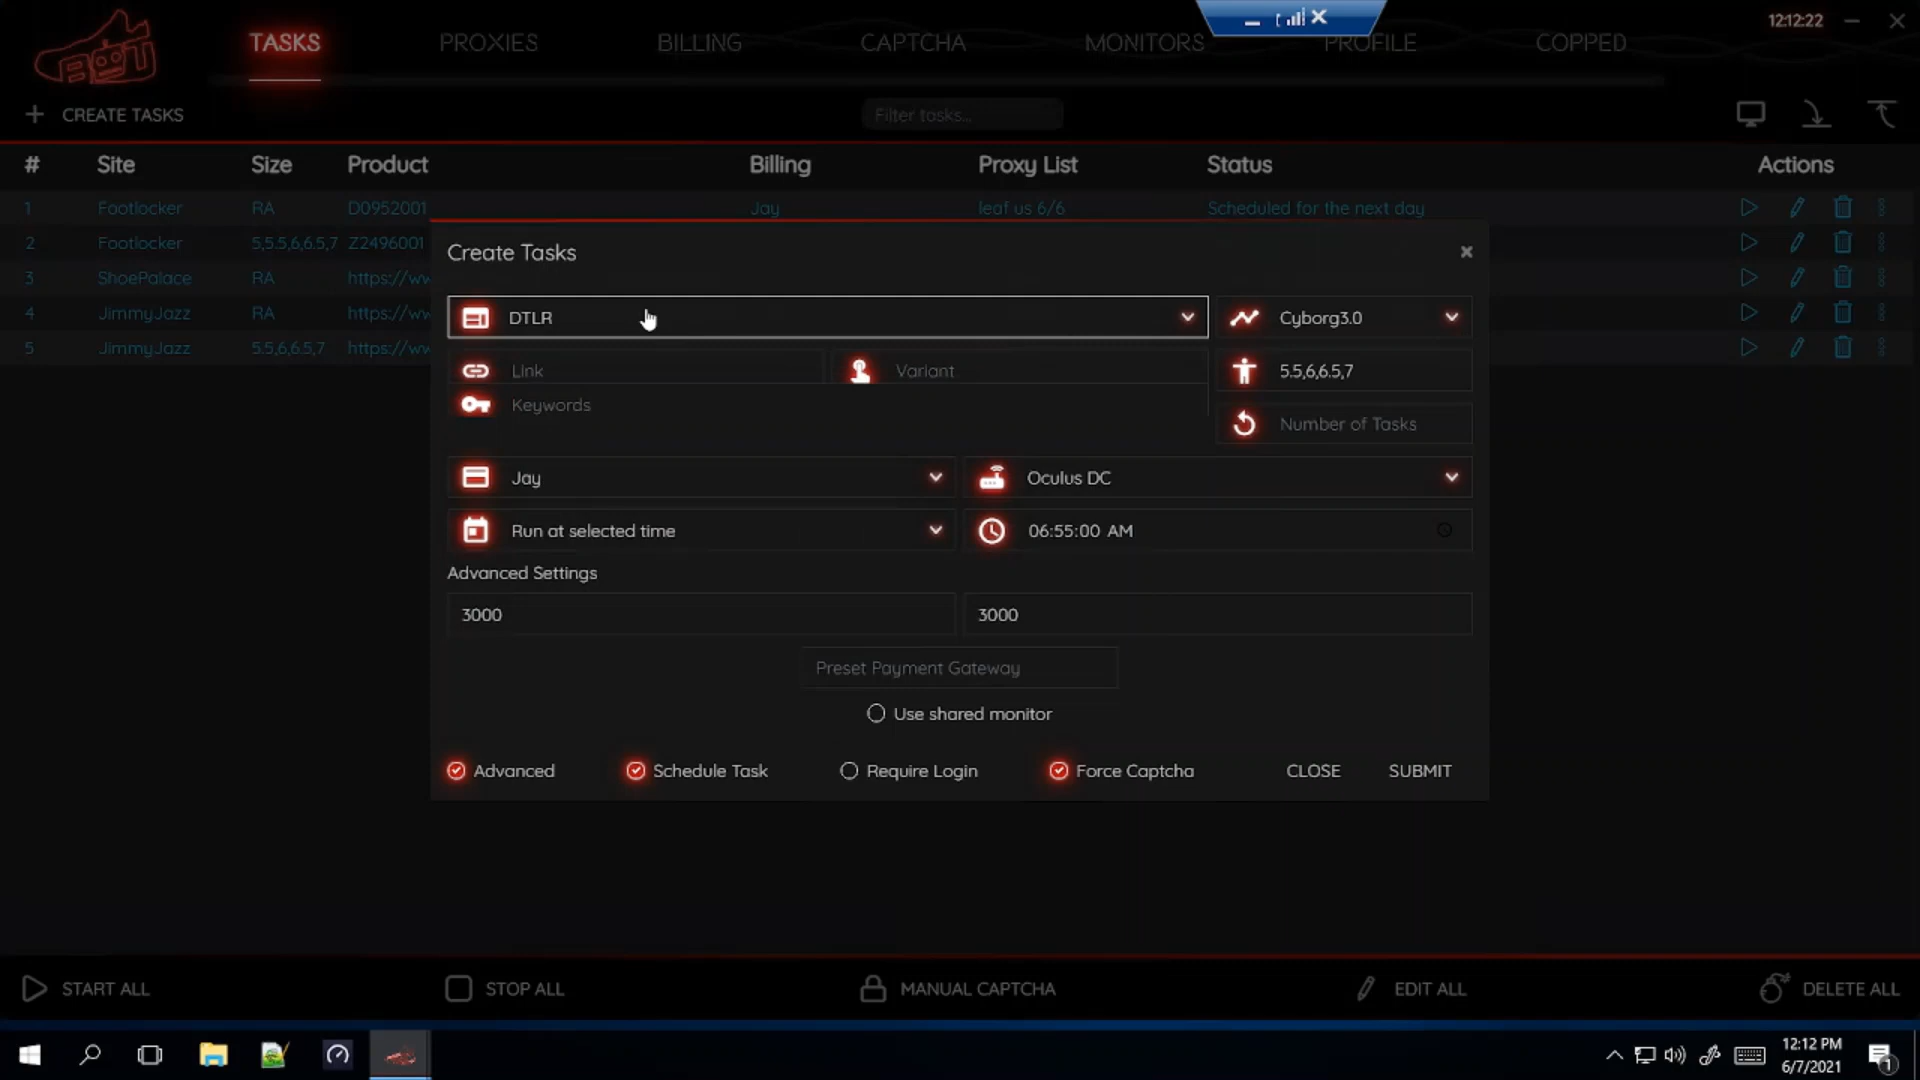 BOT
TASKS PROXIES BILLING CAPTCHA MONITORS PROFILE COPPED 12:12:22
CREATE TASKS Filter tasks...
# Site Size Product Billing Proxy List Status Actions
1 Footlocker RA D0952001 Jay leaf us 6/6 Scheduled for the next day
2 Footlocker 5,5.5,6,6.5,7 Z2496001
3 ShoePalace RA https://ww
4 JimmyJazz RA https://ww
5 JimmyJazz 5.5,6,6.5,7 https://ww
Create Tasks
DTLR Cyborg3.0
Link Variant 5.5,6,6.5,7
Keywords
Number of Tasks
Jay Oculus DC
Run at selected time 06:55:00 AM
Advanced Settings
3000 3000
Preset Payment Gateway
Use shared monitor
Advanced Schedule Task Require Login Force Captcha CLOSE SUBMIT
START ALL STOP ALL MANUAL CAPTCHA EDIT ALL DELETE ALL
12:12 PM
6/7/2021
1